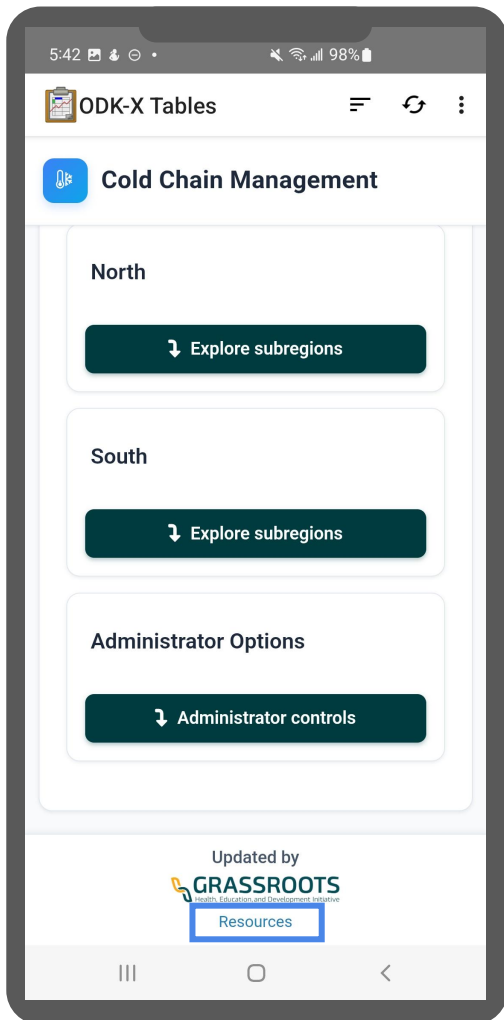 5:42
98%
ODK-X Tables
Cold Chain Management
North
Explore subregions
South
Explore subregions
Administrator Options
Administrator controls
Updated by
GRASSROOTS
Health, Education, and Development Initiative
Resources